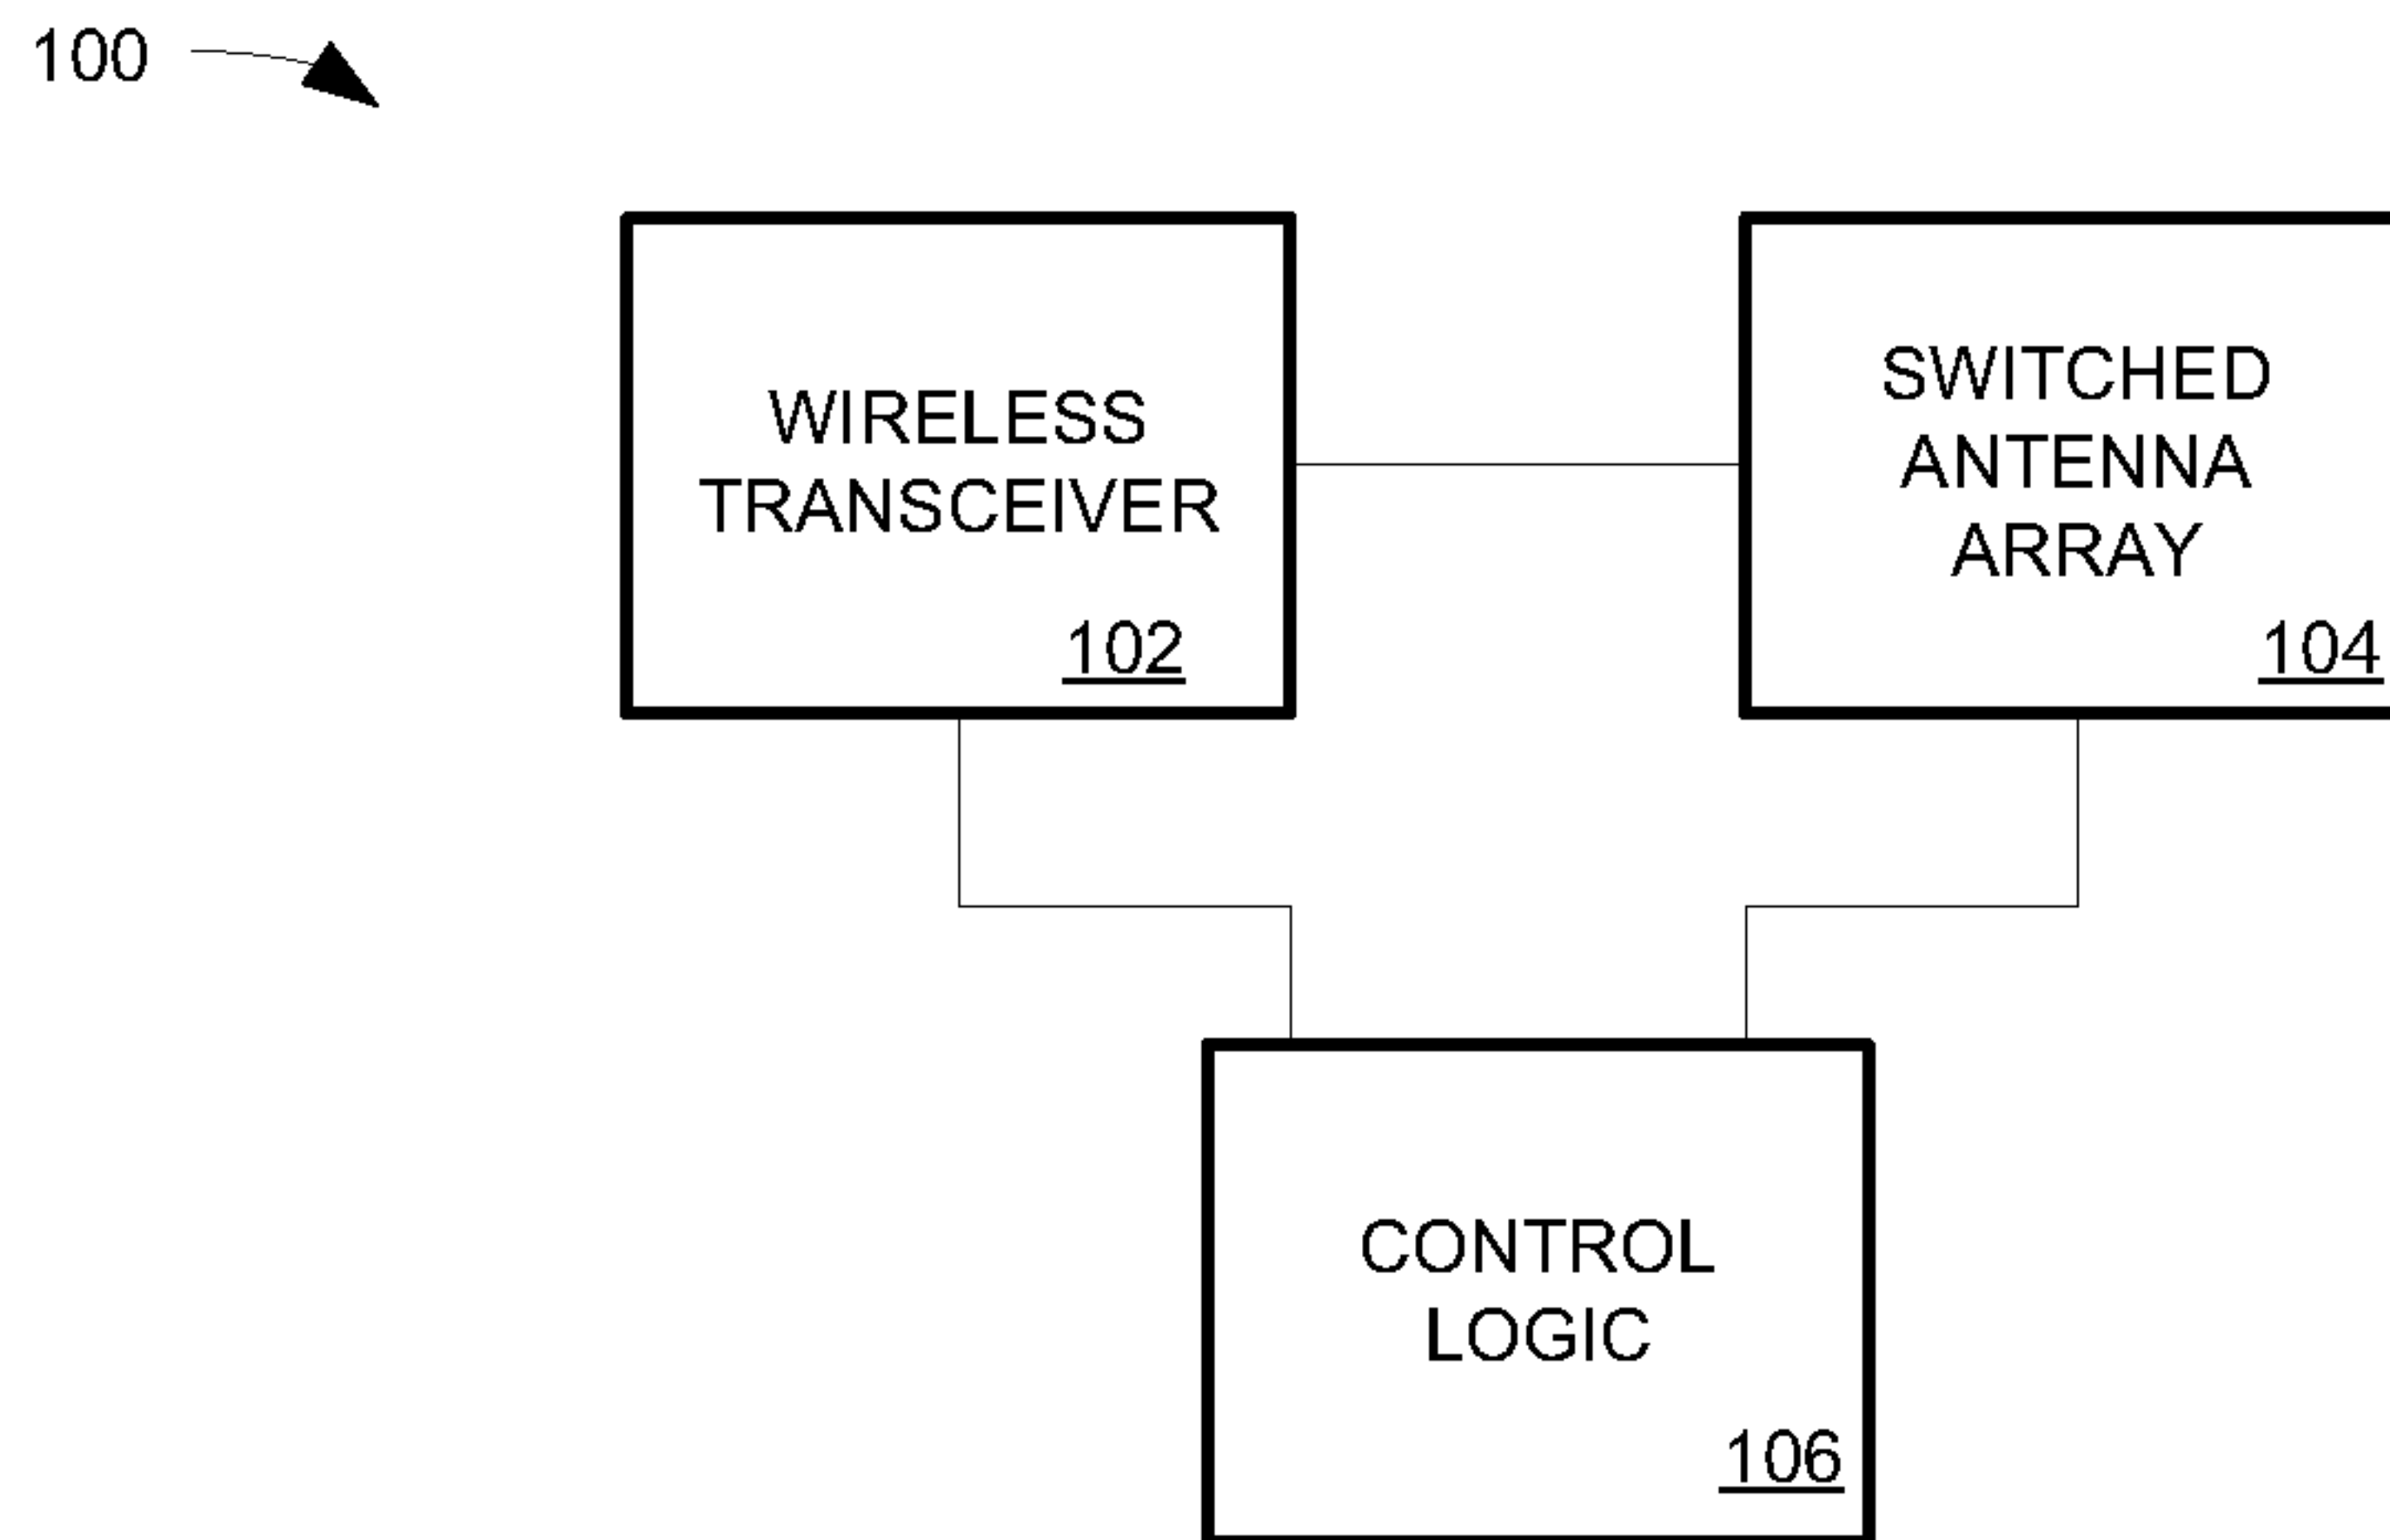 100
WIRELESS
TRANSCEIVER
102
SWITCHED
ANTENNA
ARRAY
104
CONTROL
LOGIC
106